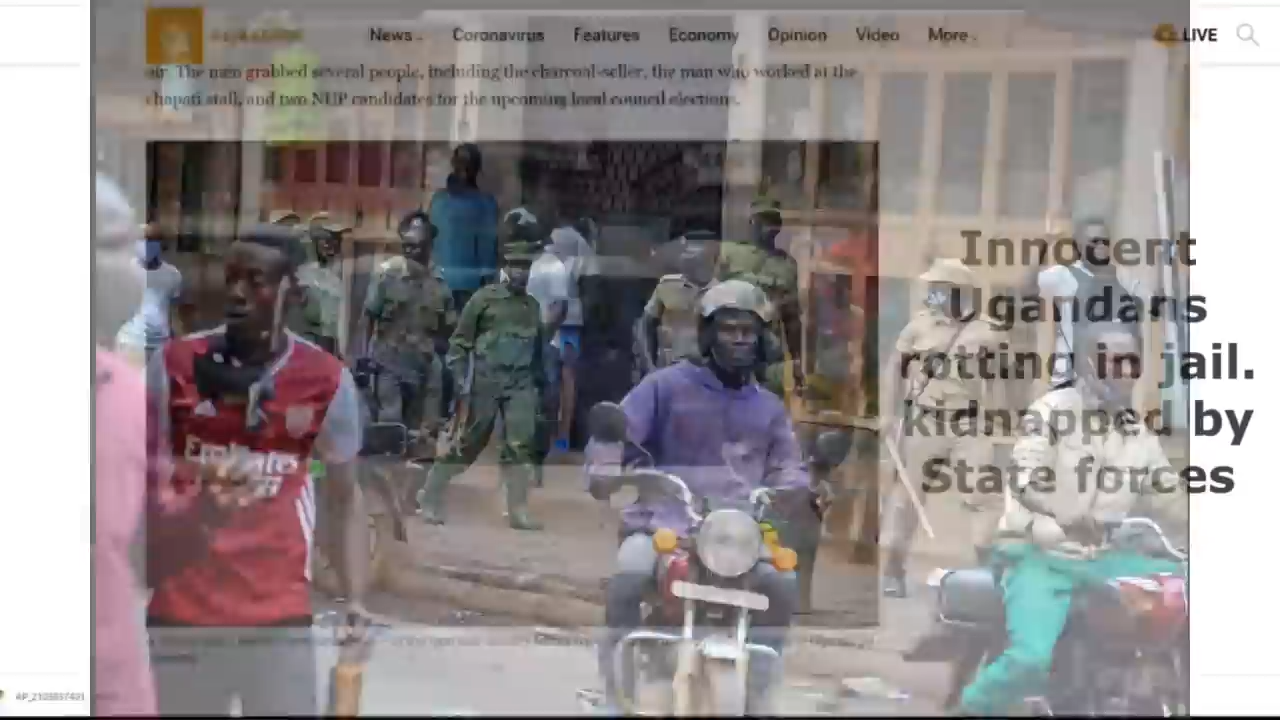 News
Coronavirus
Features
Economy
Opinion
Video
More
LIVE
air. The men grabbed several people, including the charcoal-seller, the man who worked at the
chapati stall, and two NUP candidates for the upcoming local council elections.
Innocent
Ugandans
rotting in jail.
kidnapped by
State forces
Emirates